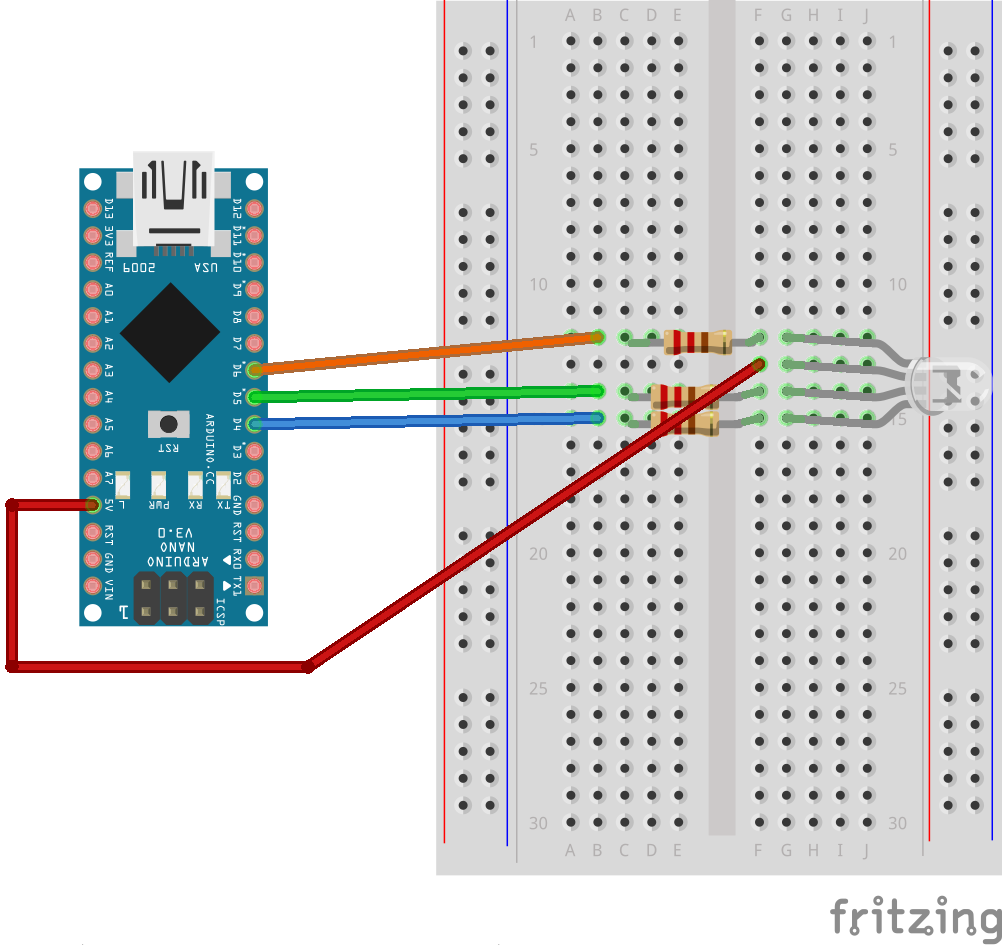 A B C D E F G H I J
1 1
5 5
10 10
15
20 20
25 25
30 30
A B C D E F G H I J
D13
3V3
REF
A0
A1
A2
A3
A4
A5
A6
A7
5V
RST
GND
VIN
D12
D11
D10
D9
D8
D7
D6
D5
D4
D3
D2
GND
RST
RX0
TX1
USA
2009
RST
ARDUINO.CC
TX RX PWR L
ARDUINO
NANO
V3.0
ICSP
1
fritzing